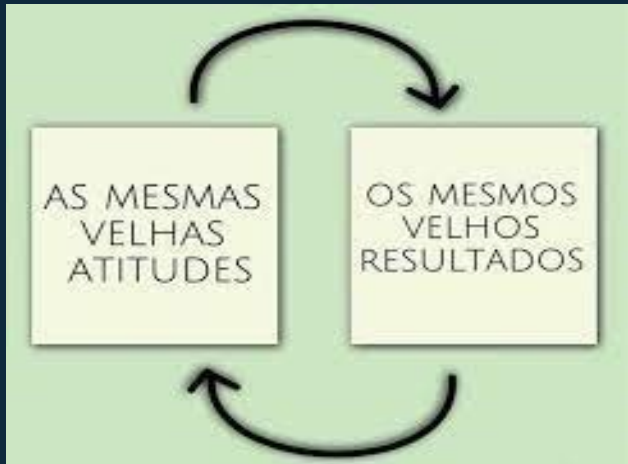 AS MESMAS
VELHAS
ATITUDES
OS MESMOS
VELHOS
RESULTADOS